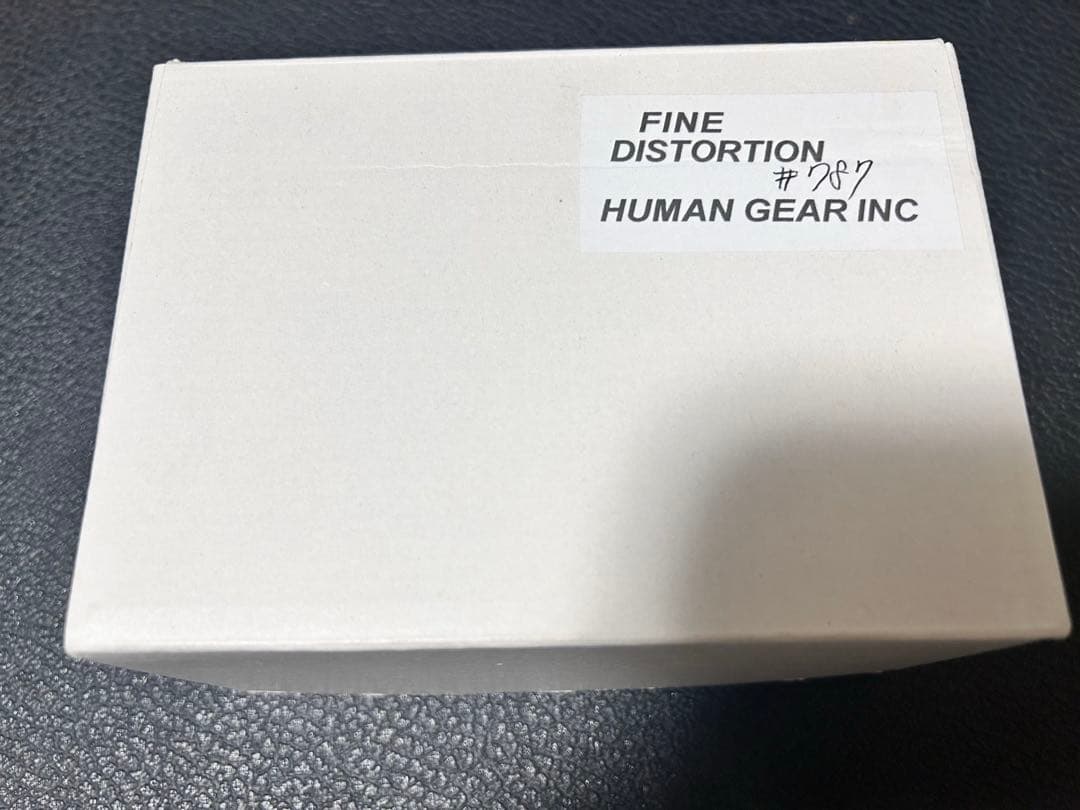 FINE
DISTORTION
#787
HUMAN GEAR INC